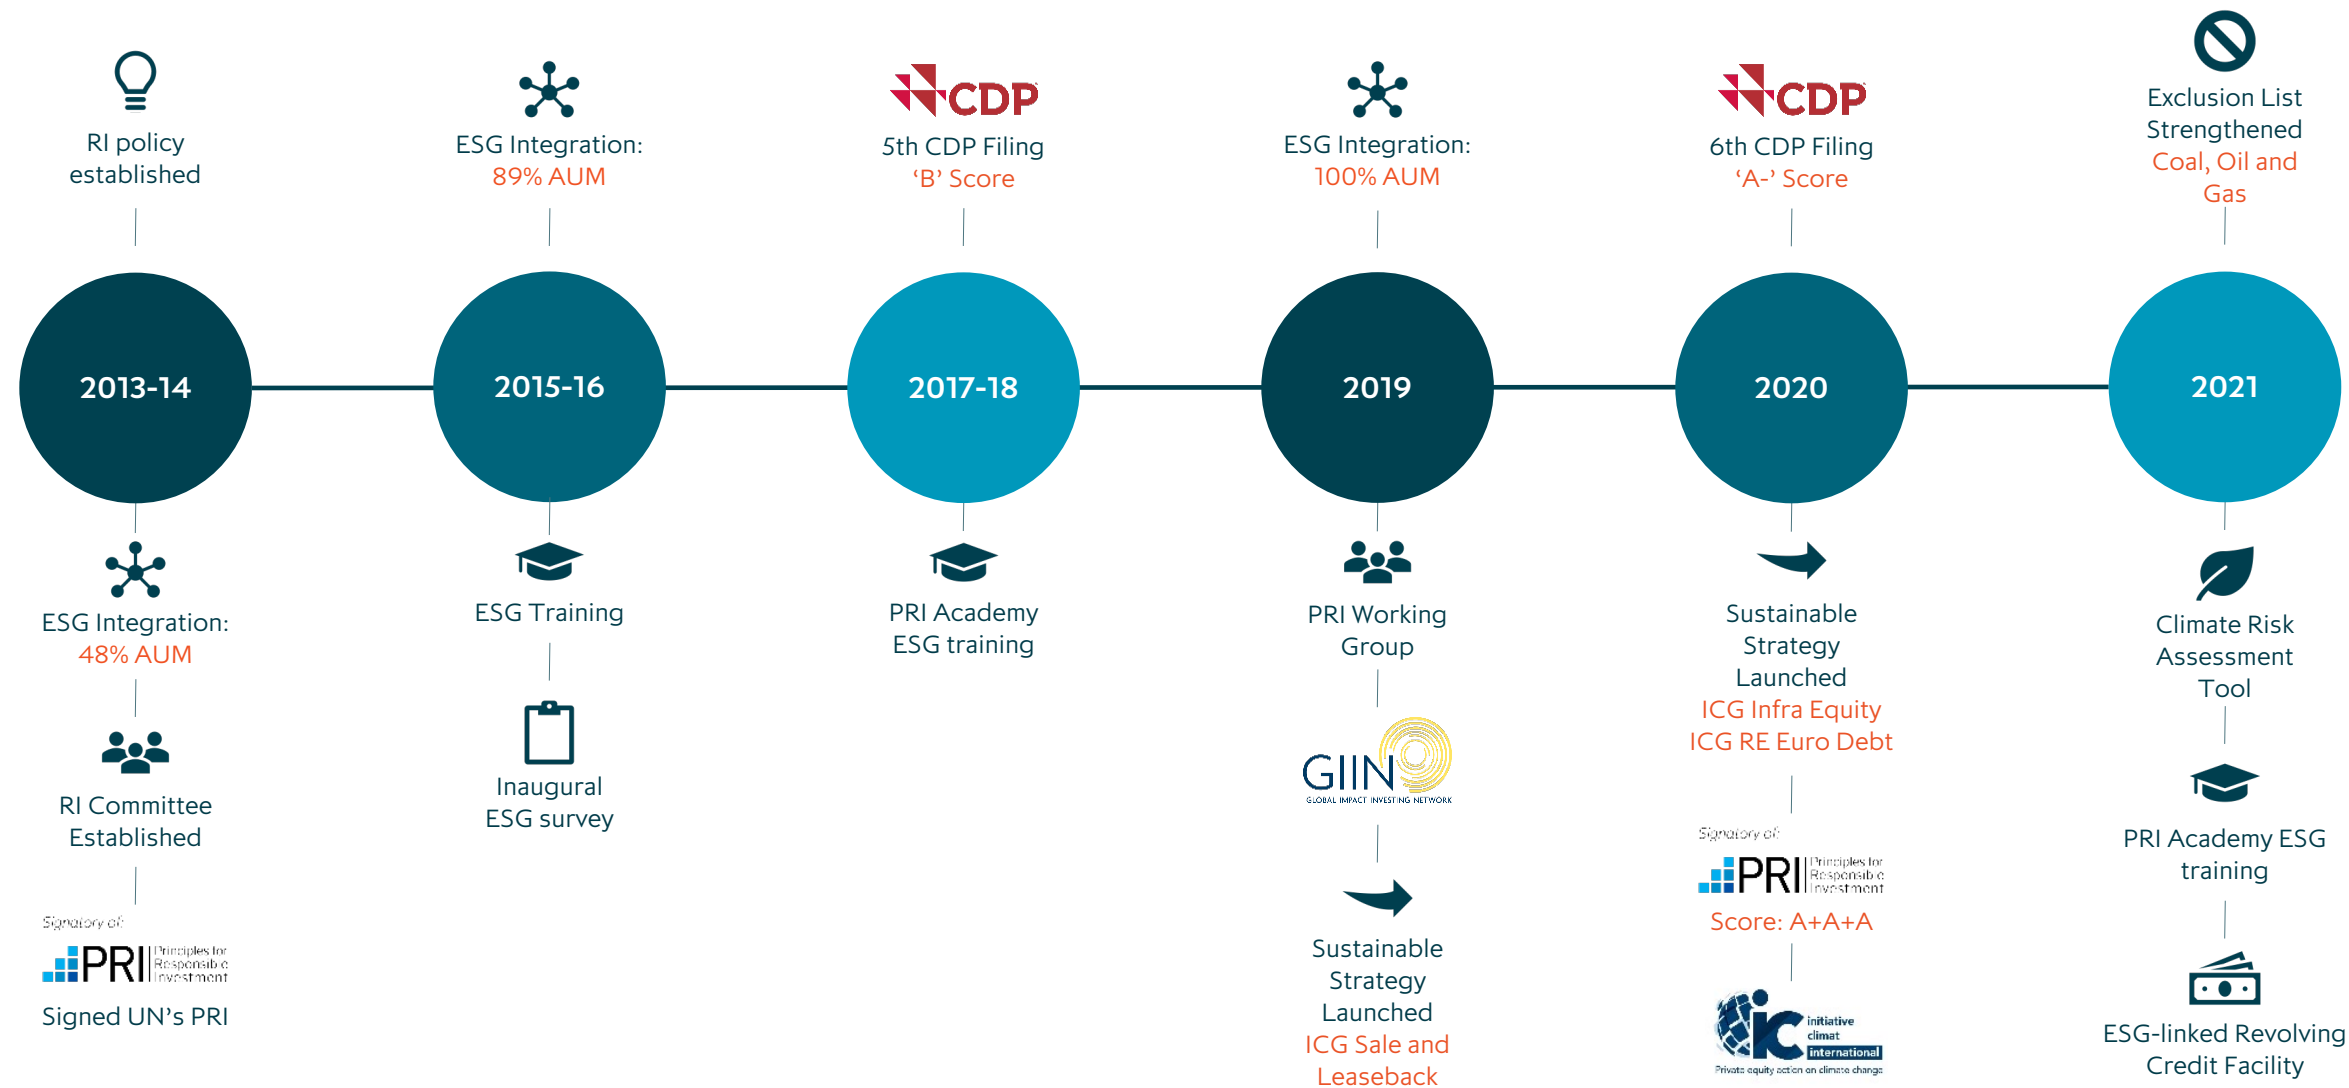 RI policy
established
2013-14
ESG Integration:
48% AUM
RI Committee
Established
Signatory of:
PRI
Principles for
Responsible
Investment
Signed UN's PRI
ESG Integration:
89% AUM
2015-16
ESG Training
Inaugural
ESG survey
CDP
5th CDP Filing
‘B’ Score
2017-18
PRI Academy
ESG training
ESG Integration:
100% AUM
2019
PRI Working
Group
GIIN
GLOBAL IMPACT INVESTING NETWORK
Sustainable
Strategy
Launched
ICG Sale and
Leaseback
CDP
6th CDP Filing
‘A-’ Score
2020
Sustainable
Strategy
Launched
ICG Infra Equity
ICG RE Euro Debt
Signatory of:
PRI
Principles for
Responsible
Investment
Score: A+A+A
iC
initiative
climat
international
Private equity action on climate change
Exclusion List
Strengthened
Coal, Oil and
Gas
2021
Climate Risk
Assessment
Tool
PRI Academy ESG
training
ESG-linked Revolving
Credit Facility